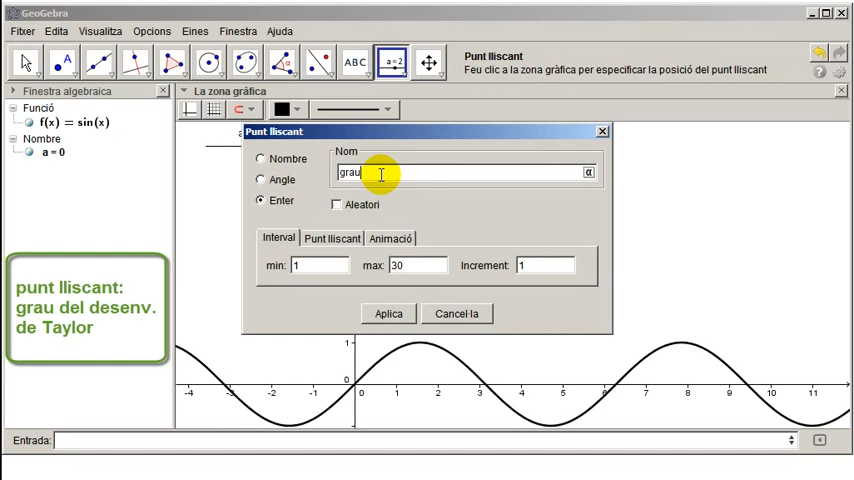 GeoGebra
Fitxer Edita Visualitza Opcions Eines Finestra Ajuda
ABC
a=2
Punt lliscant
Feu clic a la zona gràfica per especificar la posició del punt lliscant
Finestra algebraica
La zona gràfica
Funció
f(x) = sin(x)
Nombre
a = 0
Punt lliscant
Nombre
Angle
Enter
Nom
grau
α
Aleatori
Interval Punt lliscant Animació
min: 1 max: 30 Increment: 1
Aplica Cancel·la
punt lliscant:
grau del desenv.
de Taylor
1
0
-4 -3 -2 -1 0 1 2 3 4 5 6 7 8 9 10 11
Entrada: